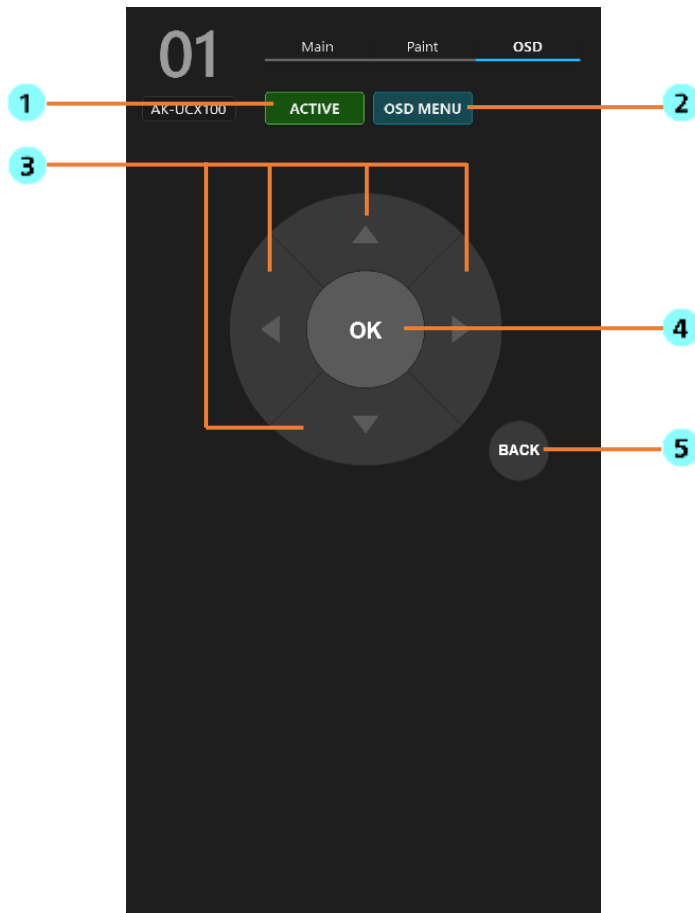 01
Main Paint OSD
1 AK-UCX100 ACTIVE OSD MENU 2
3
OK 4
BACK 5